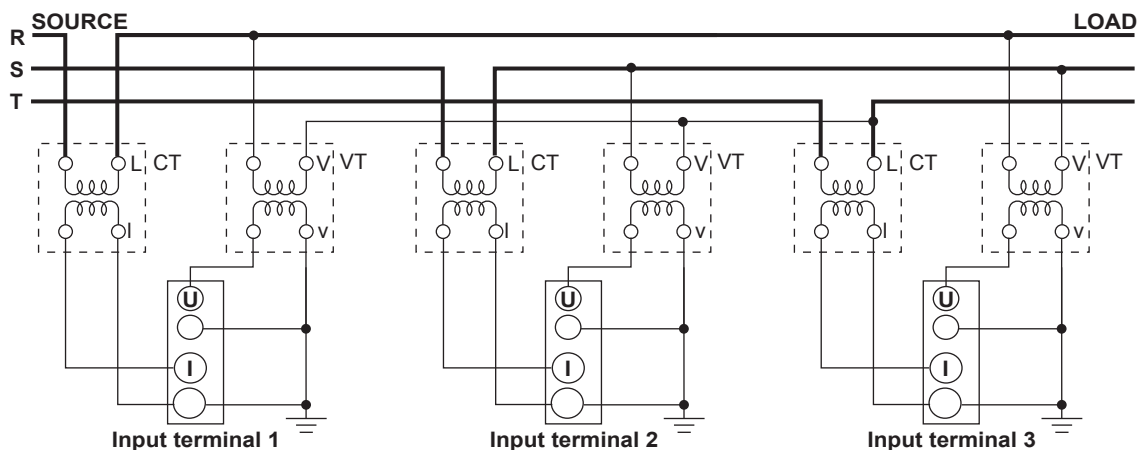 SOURCE
LOAD
R
S
T
L CT
V VT
L CT
V VT
L CT
V VT
l
v
l
v
l
v
U
U
U
I
I
I
Input terminal 1
Input terminal 2
Input terminal 3